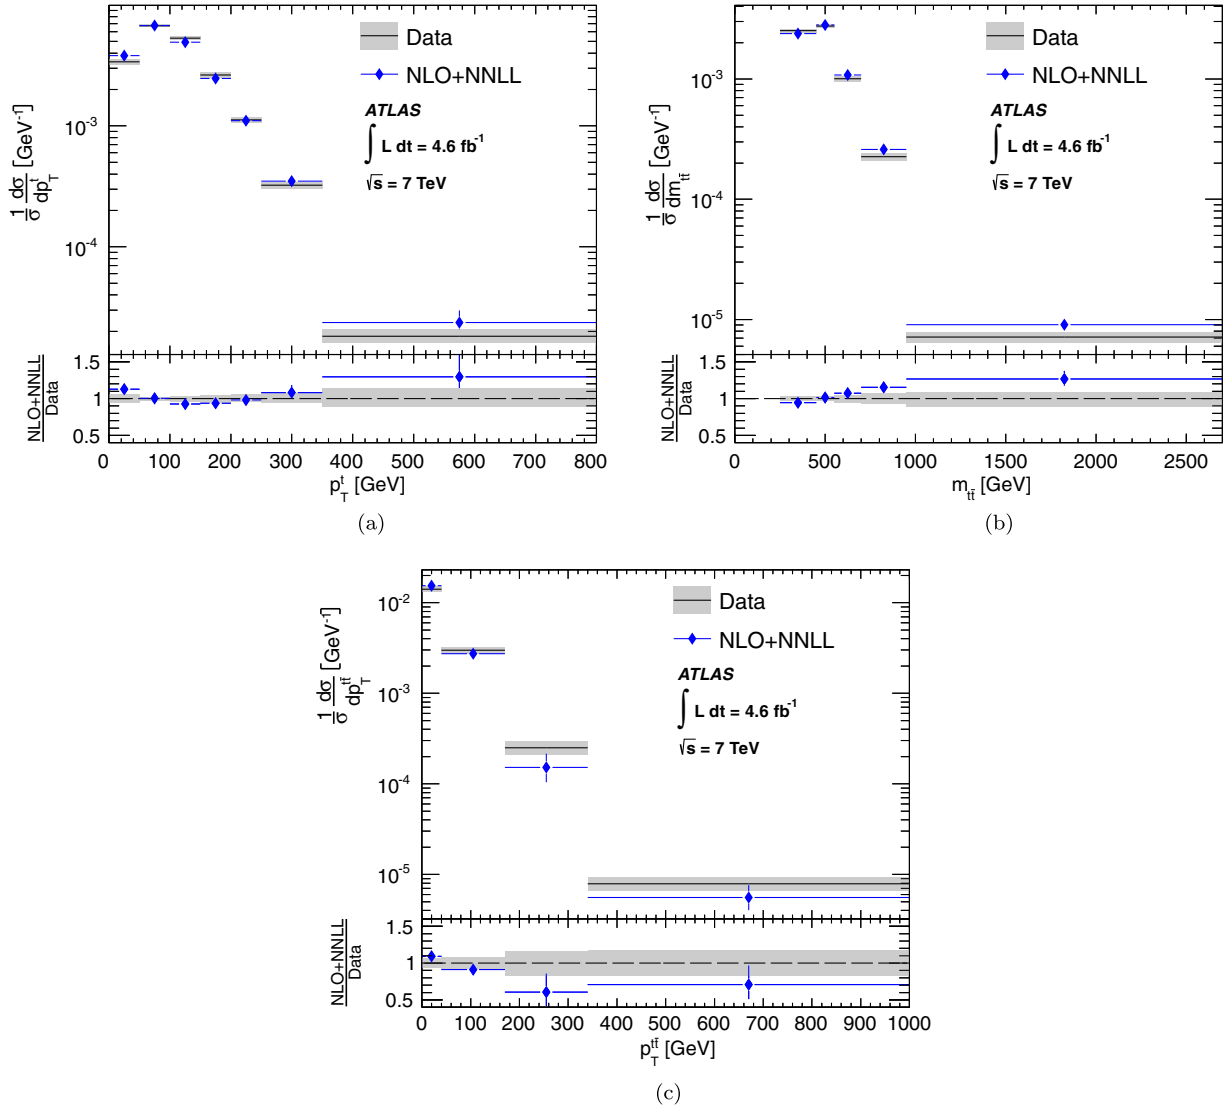 1/σ dσ/dp_T^t [GeV⁻¹]
10⁻³
10⁻⁴
Data
NLO+NNLL
ATLAS
∫ L dt = 4.6 fb⁻¹
√s = 7 TeV
NLO+NNLL/Data
1.5
1
0.5
0 100 200 300 400 500 600 700 800
p_T^t [GeV]
(a)
1/σ dσ/dm_tt̄ [GeV⁻¹]
10⁻³
10⁻⁴
10⁻⁵
Data
NLO+NNLL
ATLAS
∫ L dt = 4.6 fb⁻¹
√s = 7 TeV
NLO+NNLL/Data
1.5
1
0.5
0 500 1000 1500 2000 2500
m_tt̄ [GeV]
(b)
1/σ dσ/dp_T^tt̄ [GeV⁻¹]
10⁻²
10⁻³
10⁻⁴
10⁻⁵
Data
NLO+NNLL
ATLAS
∫ L dt = 4.6 fb⁻¹
√s = 7 TeV
NLO+NNLL/Data
1.5
1
0.5
0 100 200 300 400 500 600 700 800 900 1000
p_T^tt̄ [GeV]
(c)